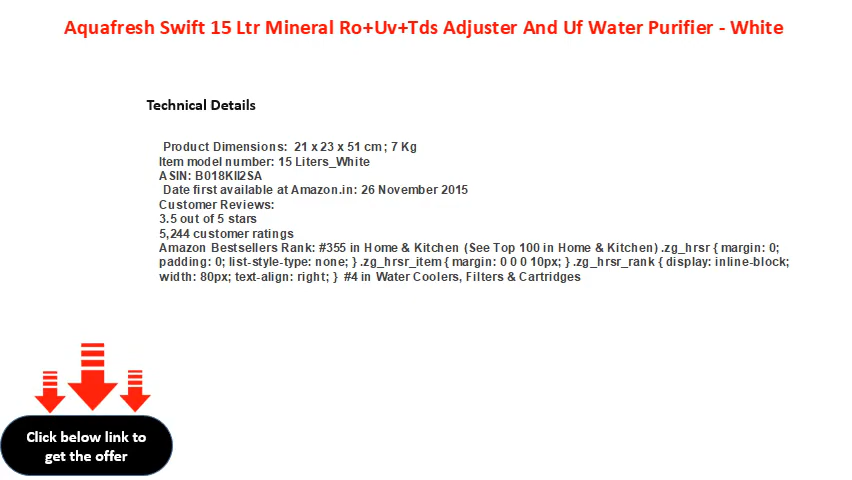 Aquafresh Swift 15 Ltr Mineral Ro+Uv+Tds Adjuster And Uf Water Purifier - White
Technical Details
Product Dimensions: 21 x 23 x 51 cm ; 7 Kg
Item model number: 15 Liters_White
ASIN: B018KII2SA
Date first available at Amazon.in: 26 November 2015
Customer Reviews:
3.5 out of 5 stars
5,244 customer ratings
Amazon Bestsellers Rank: #355 in Home & Kitchen (See Top 100 in Home & Kitchen) .zg_hrsr { margin: 0;
padding: 0; list-style-type: none; } .zg_hrsr_item { margin: 0 0 0 10px; } .zg_hrsr_rank { display: inline-block;
width: 80px; text-align: right; } #4 in Water Coolers, Filters & Cartridges
Click below link to
get the offer